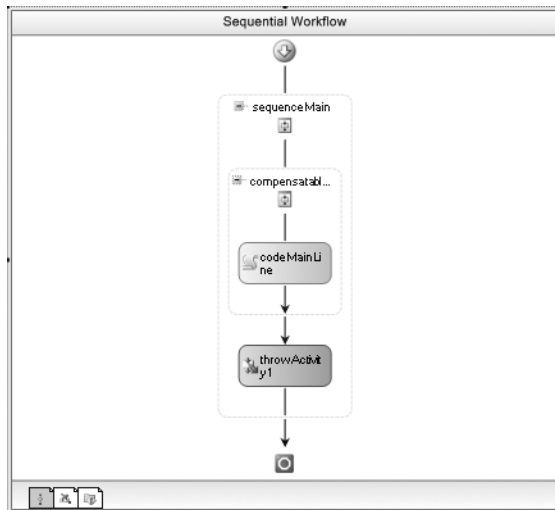 Sequential Workflow
sequenceMain
compensatabl...
codeMainLi
ne
throwActivit
y1